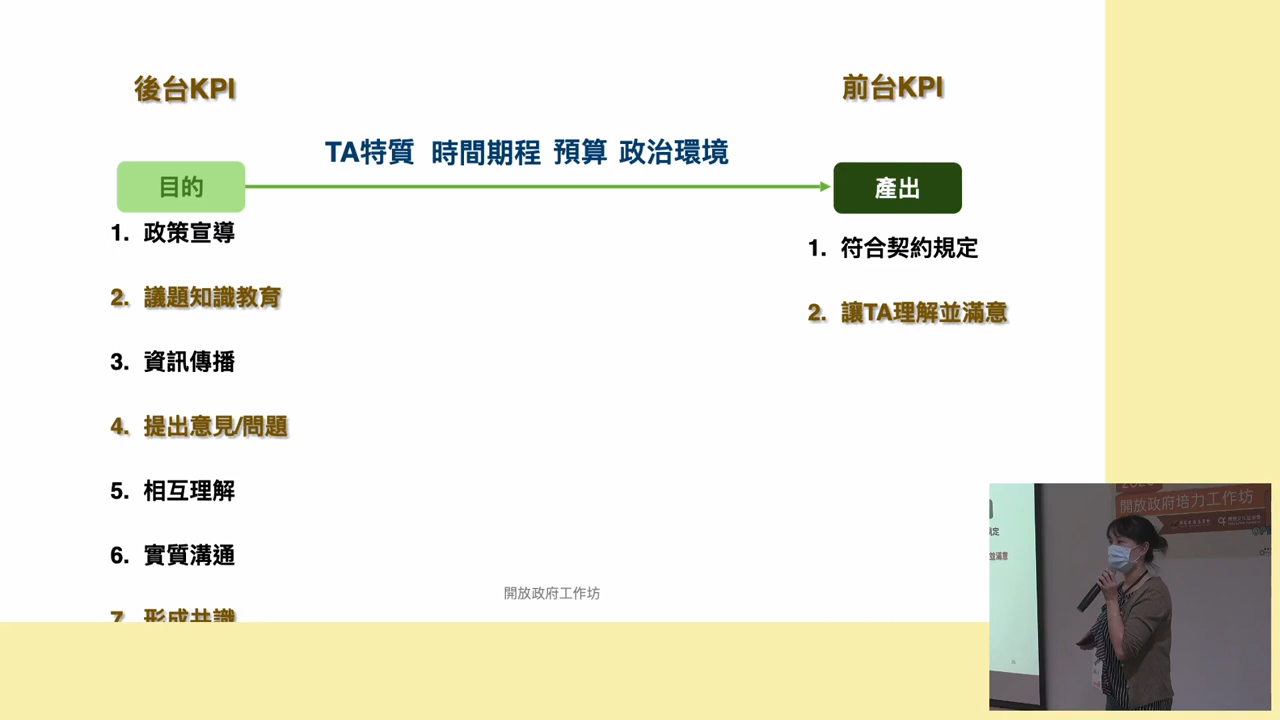 後台KPI
前台KPI
TA特質 時間期程 預算 政治環境
目的
產出
1. 政策宣導
2. 議題知識教育
3. 資訊傳播
4. 提出意見/問題
5. 相互理解
6. 實質溝通
7. 形成共識
1. 符合契約規定
2. 讓TA理解並滿意
開放政府工作坊
開放政府培力工作坊
規定
並滿意